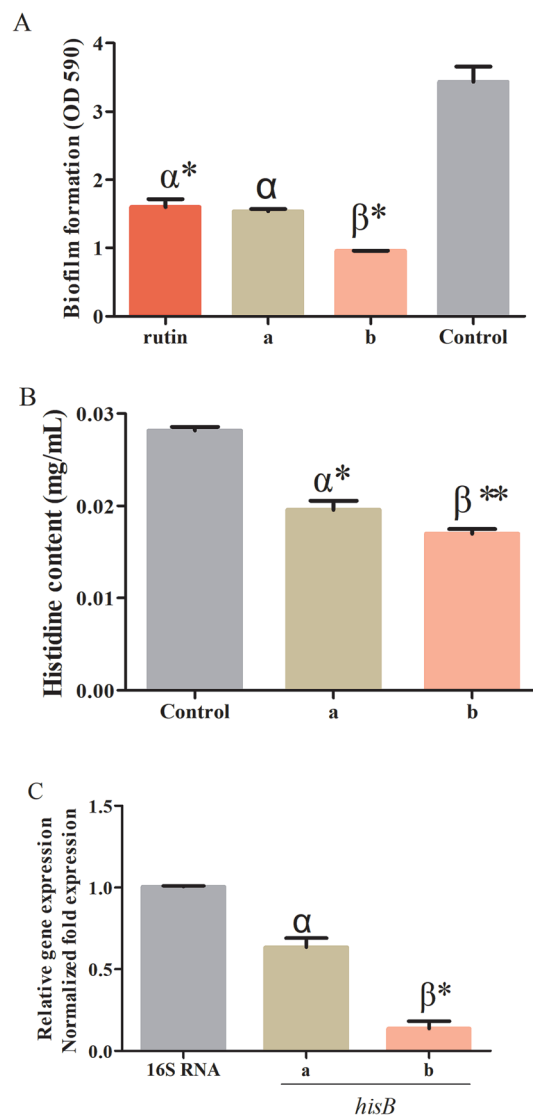 A
Biofilm formation (OD 590)
4
3
2
1
0
α*
α
β*
rutin
a
b
Control
B
Histidine content (mg/mL)
0.03
0.02
0.01
0.00
α*
β**
Control
a
b
C
Relative gene expression
Normalized fold expression
1.5
1.0
0.5
0.0
α
β*
16S RNA
a
b
hisB